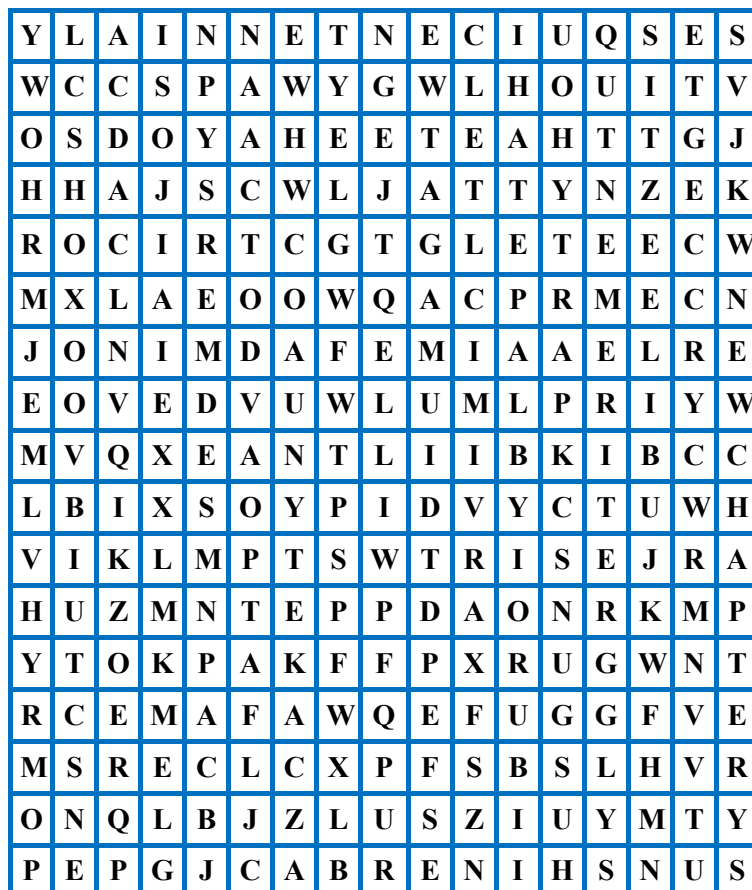 Y L A I N N E T N E C I U Q S E S
W C C S P A W Y G W L H O U I T V
O S D O Y A H E E T E A H T T G J
H H A J S C W L J A T T Y N Z E K
R O C I R T C G T G L E T E E C W
M X L A E O O W Q A C P R M E C N
J O N I M D A F E M I A A E L R E
E O V E D V U W L U M L P R I Y W
M V Q X E A N T L I I B K I B C C
L B I X S O Y P I D V Y C T U W H
V I K L M P T S W T R I S E J R A
H U Z M N T E P P D A O N R K M P
Y T O K P A K F F P X R U G W N T
R C E M A F A W Q E F U G G F V E
M S R E C L C X P F S B S L H V R
O N Q L B J Z L U S Z I U Y M T Y
P E P G J C A B R E N I H S N U S